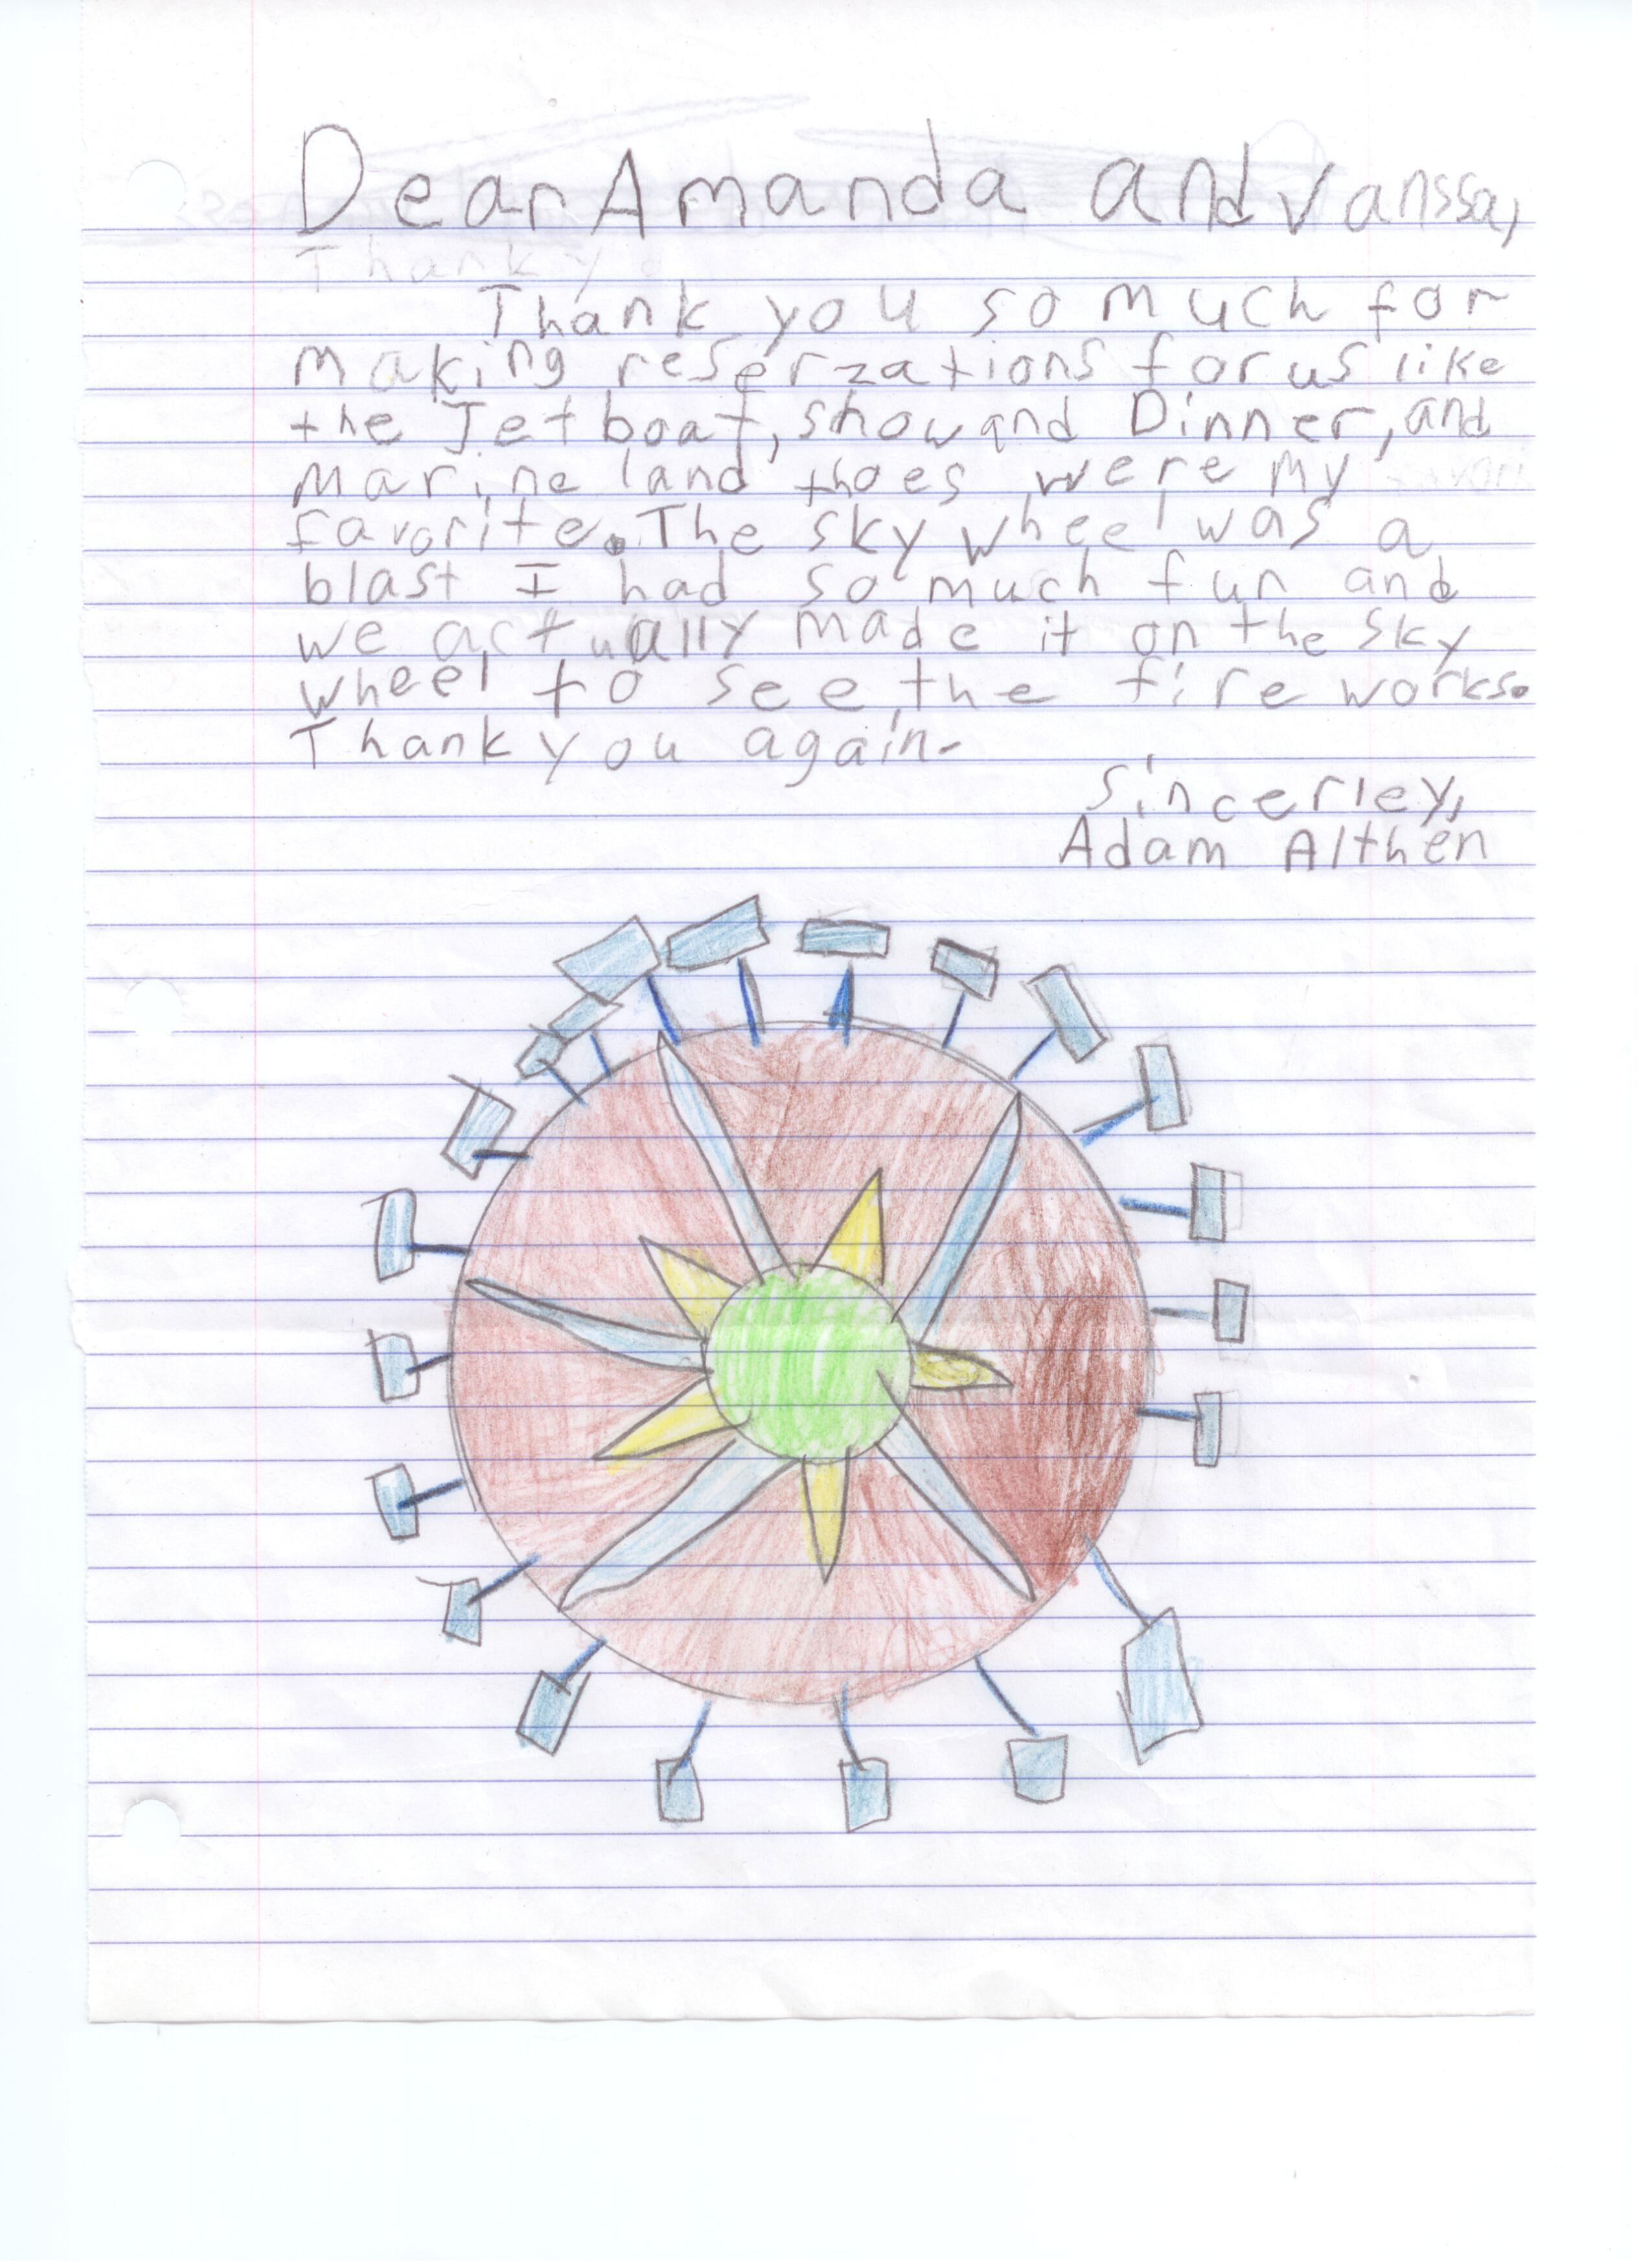 Dear Amanda and Vanssa,
Thank y
Thank you so much for
making reserzations for us like
the Jet boat, show and Dinner, and
marine land thoes were my favori
favorite. The sky wheel was a
blast I had so much fun and
we actually made it on the sky
wheel to see the fire works.
Thank you again.
Sincerley,
Adam Althen